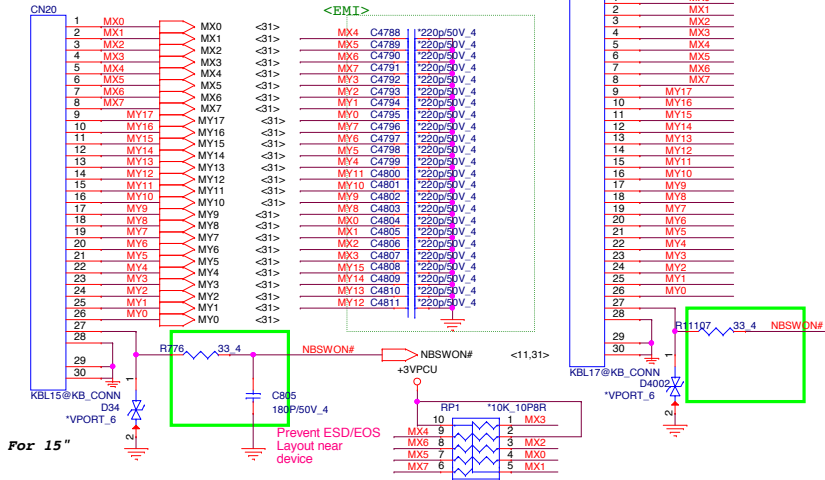 CN20
1 MX0 MX0 <31>
2 MX1 MX1 <31>
3 MX2 MX2 <31>
4 MX3 MX3 <31>
5 MX4 MX4 <31>
6 MX5 MX5 <31>
7 MX6 MX6 <31>
8 MX7 MX7 <31>
9 MY17 MY17 <31>
10 MY16 MY16 <31>
11 MY15 MY15 <31>
12 MY14 MY14 <31>
13 MY13 MY13 <31>
14 MY12 MY12 <31>
15 MY11 MY11 <31>
16 MY10 MY10 <31>
17 MY9 MY9 <31>
18 MY8 MY8 <31>
19 MY7 MY7 <31>
20 MY6 MY6 <31>
21 MY5 MY5 <31>
22 MY4 MY4 <31>
23 MY3 MY3 <31>
24 MY2 MY2 <31>
25 MY1 MY1 <31>
26 MY0 MY0 <31>
27
28
29
30
KBL15@KB_CONN
D34
*VPORT_6
1
2
For 15"
R776 33_4
NBSWON#
NBSWON# <11,31>
C805
180P/50V_4
Prevent ESD/EOS
Layout near
device
<EMI>
MX4 C4788 *220p/50V_4
MX5 C4789 *220p/50V_4
MX6 C4790 *220p/50V_4
MX7 C4791 *220p/50V_4
MY3 C4792 *220p/50V_4
MY2 C4793 *220p/50V_4
MY1 C4794 *220p/50V_4
MY0 C4795 *220p/50V_4
MY7 C4796 *220p/50V_4
MY6 C4797 *220p/50V_4
MY5 C4798 *220p/50V_4
MY4 C4799 *220p/50V_4
MY11 C4800 *220p/50V_4
MY10 C4801 *220p/50V_4
MY9 C4802 *220p/50V_4
MY8 C4803 *220p/50V_4
MX0 C4804 *220p/50V_4
MX1 C4805 *220p/50V_4
MX2 C4806 *220p/50V_4
MX3 C4807 *220p/50V_4
MY15 C4808 *220p/50V_4
MY14 C4809 *220p/50V_4
MY13 C4810 *220p/50V_4
MY12 C4811 *220p/50V_4
+3VPCU
RP1 *10K_10P8R
10 1 MX3
MX4 9 2
MX6 8 3 MX2
MX5 7 4 MX0
MX7 6 5 MX1
2 MX1
3 MX2
4 MX3
5 MX4
6 MX5
7 MX6
8 MX7
9 MY17
10 MY16
11 MY15
12 MY14
13 MY13
14 MY12
15 MY11
16 MY10
17 MY9
18 MY8
19 MY7
20 MY6
21 MY5
22 MY4
23 MY3
24 MY2
25 MY1
26 MY0
27
28
29
30
KBL17@KB_CONN
D4002
*VPORT_6
1
2
R11107 33_4
NBSWON#